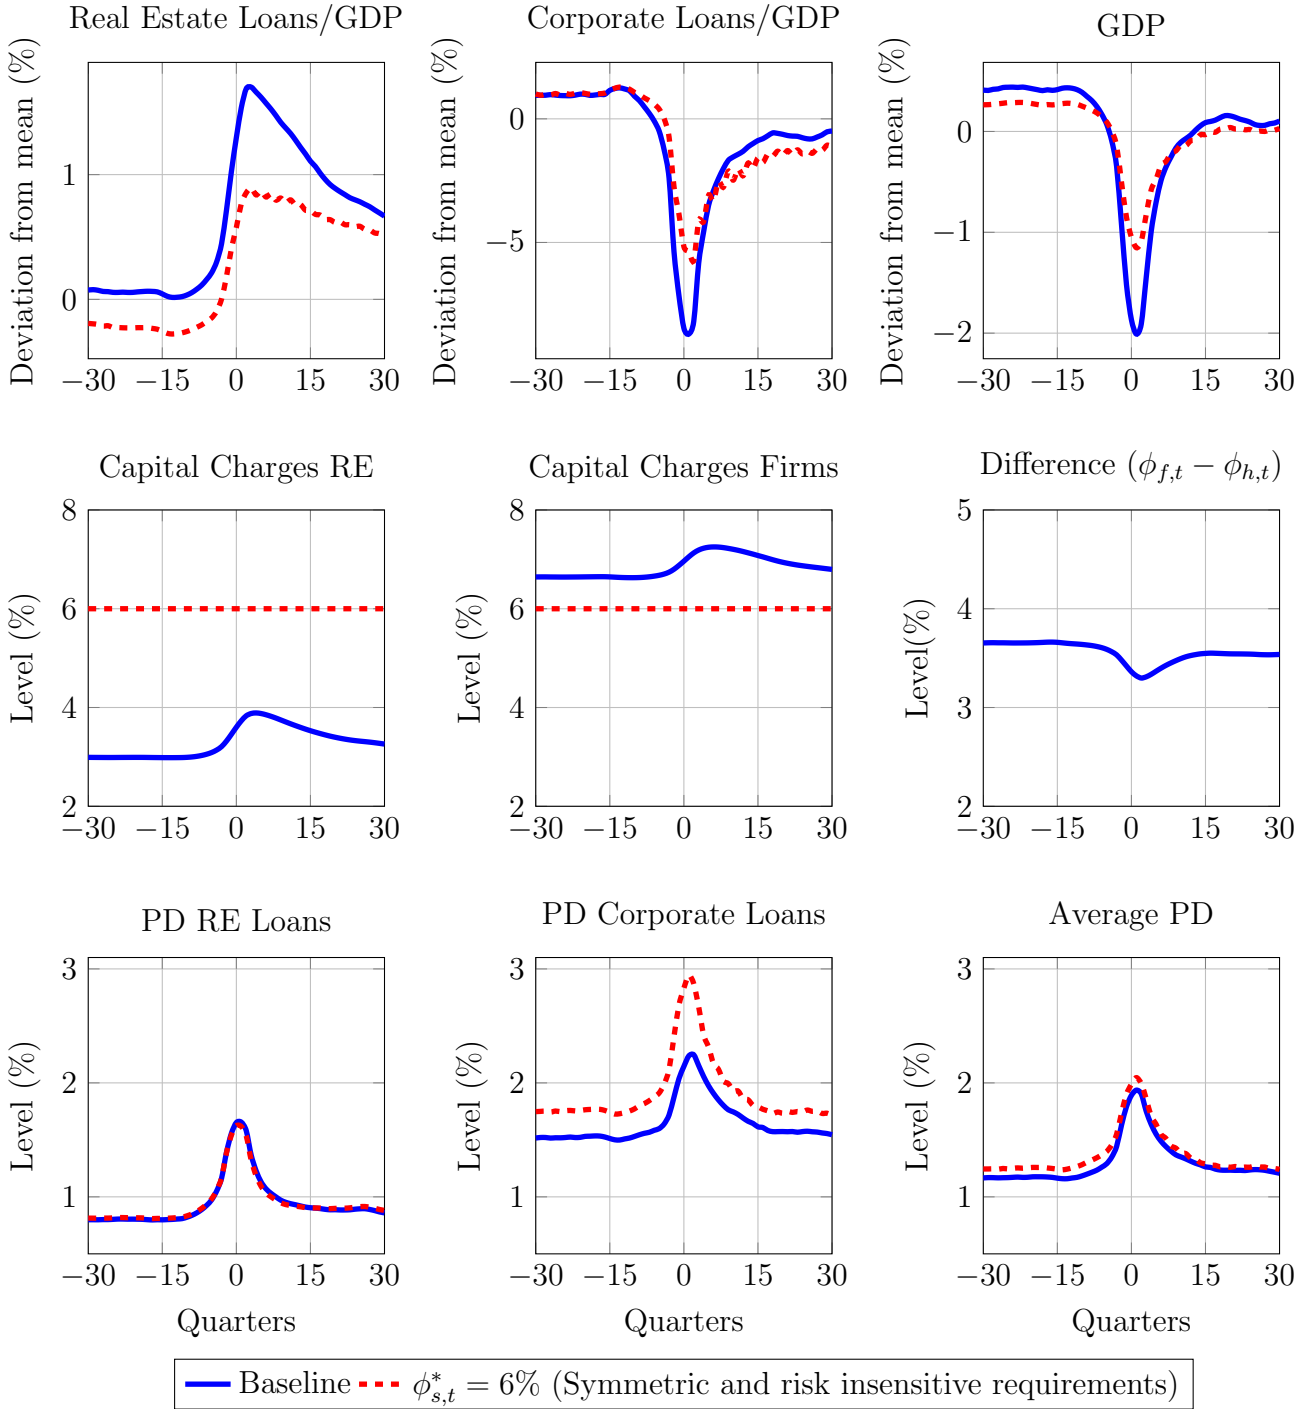 Real Estate Loans/GDP
Corporate Loans/GDP
GDP
Deviation from mean (%)
1
0
−30 −15 0 15 30
Deviation from mean (%)
0
−5
−30 −15 0 15 30
Deviation from mean (%)
0
−1
−2
−30 −15 0 15 30
Capital Charges RE
Capital Charges Firms
Difference (ϕ_{f,t} − ϕ_{h,t})
Level (%)
8
6
4
2
−30 −15 0 15 30
Level (%)
8
6
4
2
−30 −15 0 15 30
Level(%)
5
4
3
2
−30 −15 0 15 30
PD RE Loans
PD Corporate Loans
Average PD
Level (%)
3
2
1
−30 −15 0 15 30
Quarters
Level (%)
3
2
1
−30 −15 0 15 30
Quarters
Level (%)
3
2
1
−30 −15 0 15 30
Quarters
Baseline ϕ*_{s,t} = 6% (Symmetric and risk insensitive requirements)